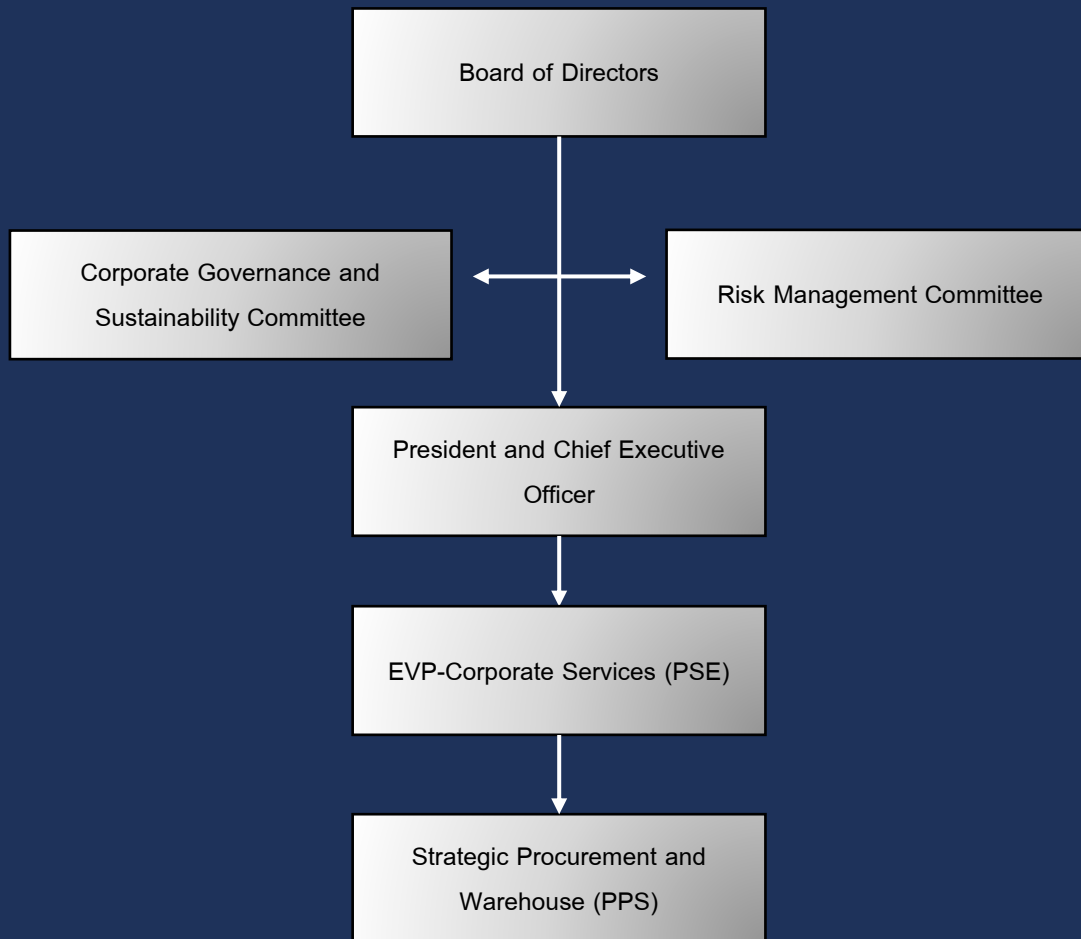 Board of Directors
Corporate Governance and
Sustainability Committee
Risk Management Committee
President and Chief Executive
Officer
EVP-Corporate Services (PSE)
Strategic Procurement and
Warehouse (PPS)